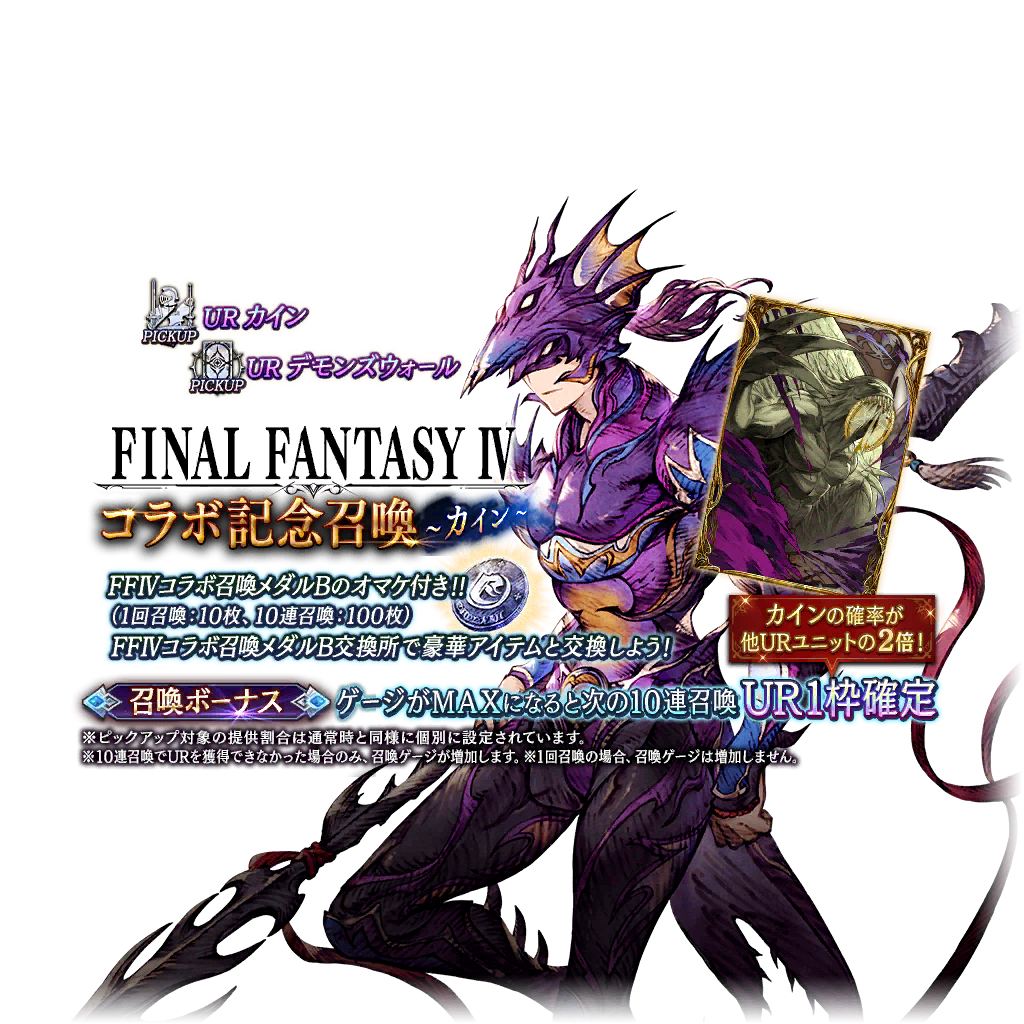 PICKUP
UR カイン
PICKUP
UR デモンズウォール
FINAL FANTASY IV
コラボ記念召喚 ~カイン~
FFIVコラボ召喚メダルBのオマケ付き!!
(1回召喚:10枚、10連召喚:100枚)
FFIVコラボ召喚メダルB交換所で豪華アイテムと交換しよう!
カインの確率が
他URユニットの2倍!
召喚ボーナス ゲージがMAXになると次の10連召喚 UR1枠確定
※ピックアップ対象の提供割合は通常時と同様に個別に設定されています。
※10連召喚でURを獲得できなかった場合のみ、召喚ゲージが増加します。※1回召喚の場合、召喚ゲージは増加しません。